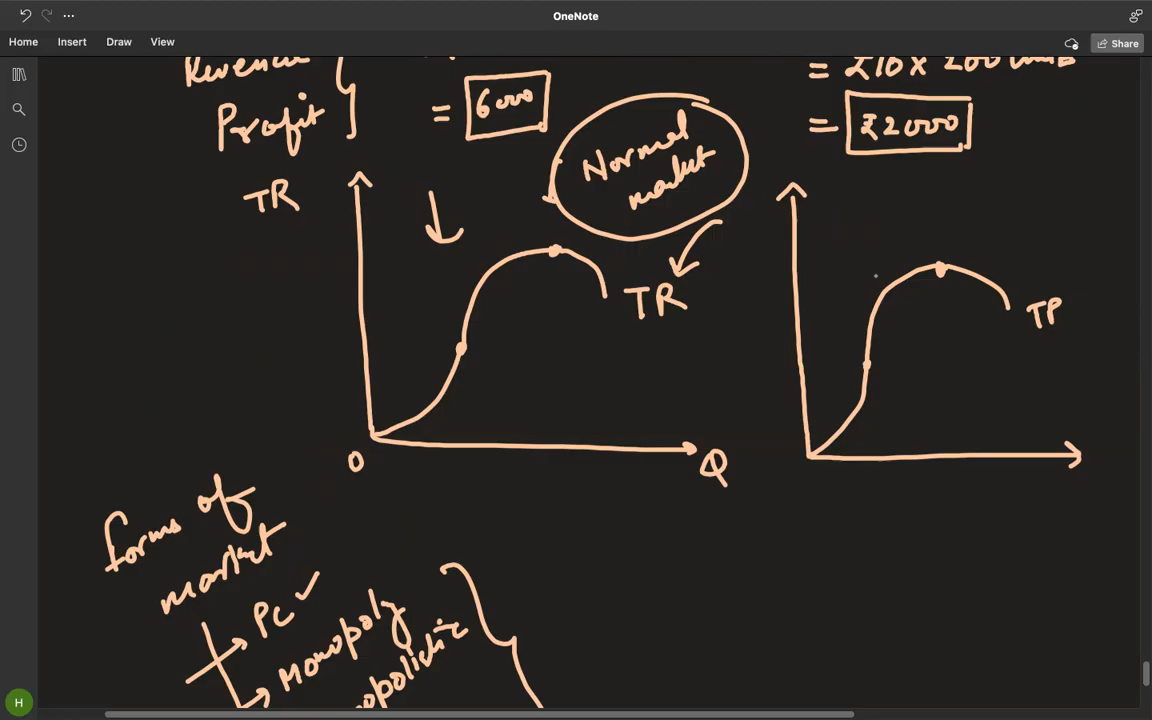 OneNote
Home Insert Draw View
Share
Revenue
Profit
= 6000
= ₹10 × 200 units
= ₹2000
Normal
market
TR
TR
TP
O
Q
forms of
market
PC ✓
Monopoly
H